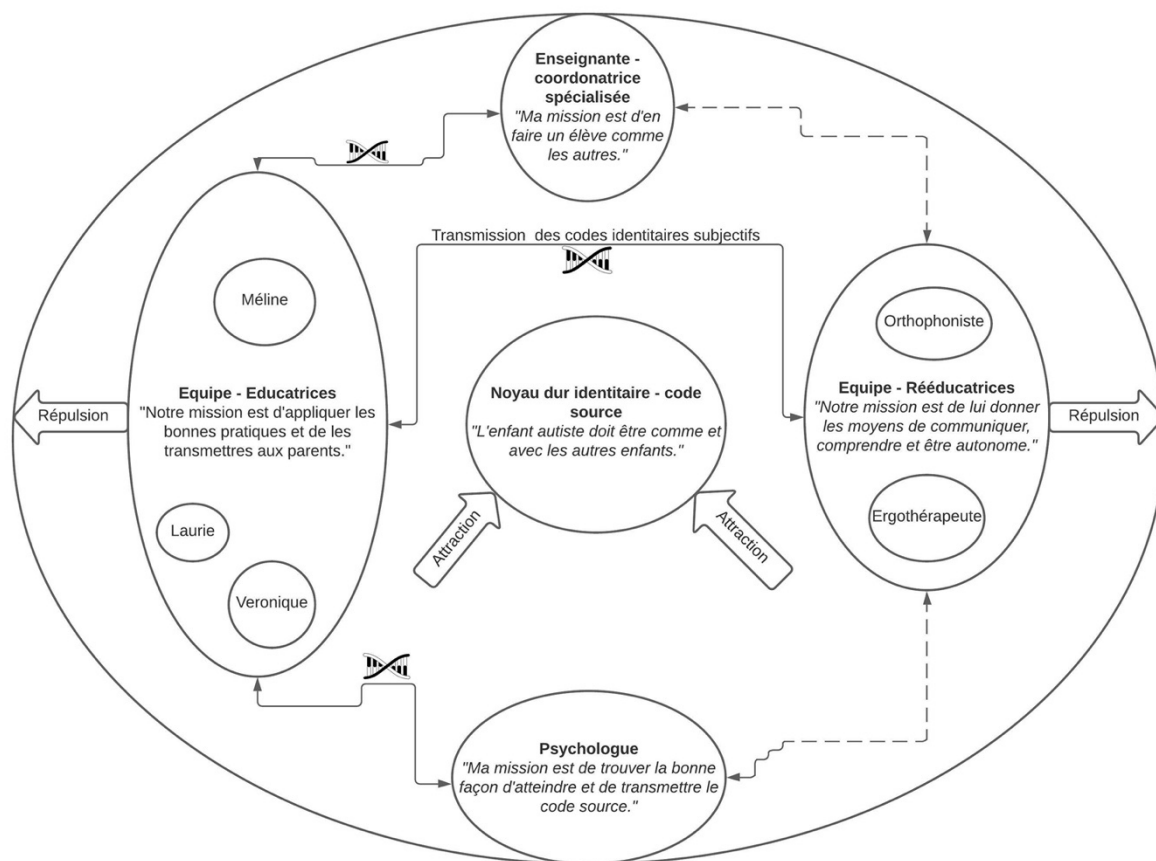 Enseignante -
coordonatrice
spécialisée
"Ma mission est d'en
faire un élève comme
les autres."
Transmission des codes identitaires subjectifs
Méline
Equipe - Educatrices
"Notre mission est d'appliquer les
bonnes pratiques et de les
transmettres aux parents."
Laurie
Veronique
Répulsion
Noyau dur identitaire - code
source
"L'enfant autiste doit être comme et
avec les autres enfants."
Attraction
Attraction
Orthophoniste
Equipe - Rééducatrices
"Notre mission est de lui donner
les moyens de communiquer,
comprendre et être autonome."
Ergothérapeute
Répulsion
Psychologue
"Ma mission est de trouver la bonne
façon d'atteindre et de transmettre le
code source."